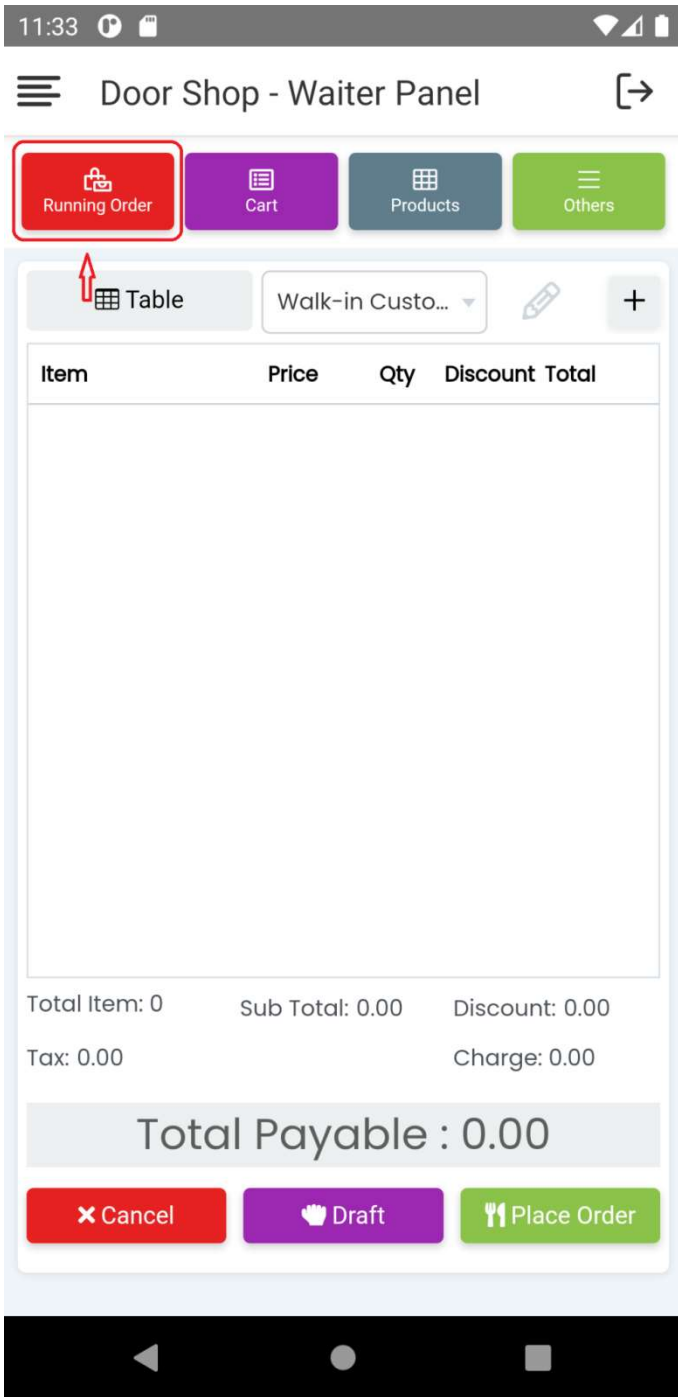 11:33
Door Shop - Waiter Panel
Running Order Cart Products Others
Table Walk-in Custo... +
Item Price Qty Discount Total
Total Item: 0 Sub Total: 0.00 Discount: 0.00
Tax: 0.00 Charge: 0.00
Total Payable : 0.00
Cancel Draft Place Order